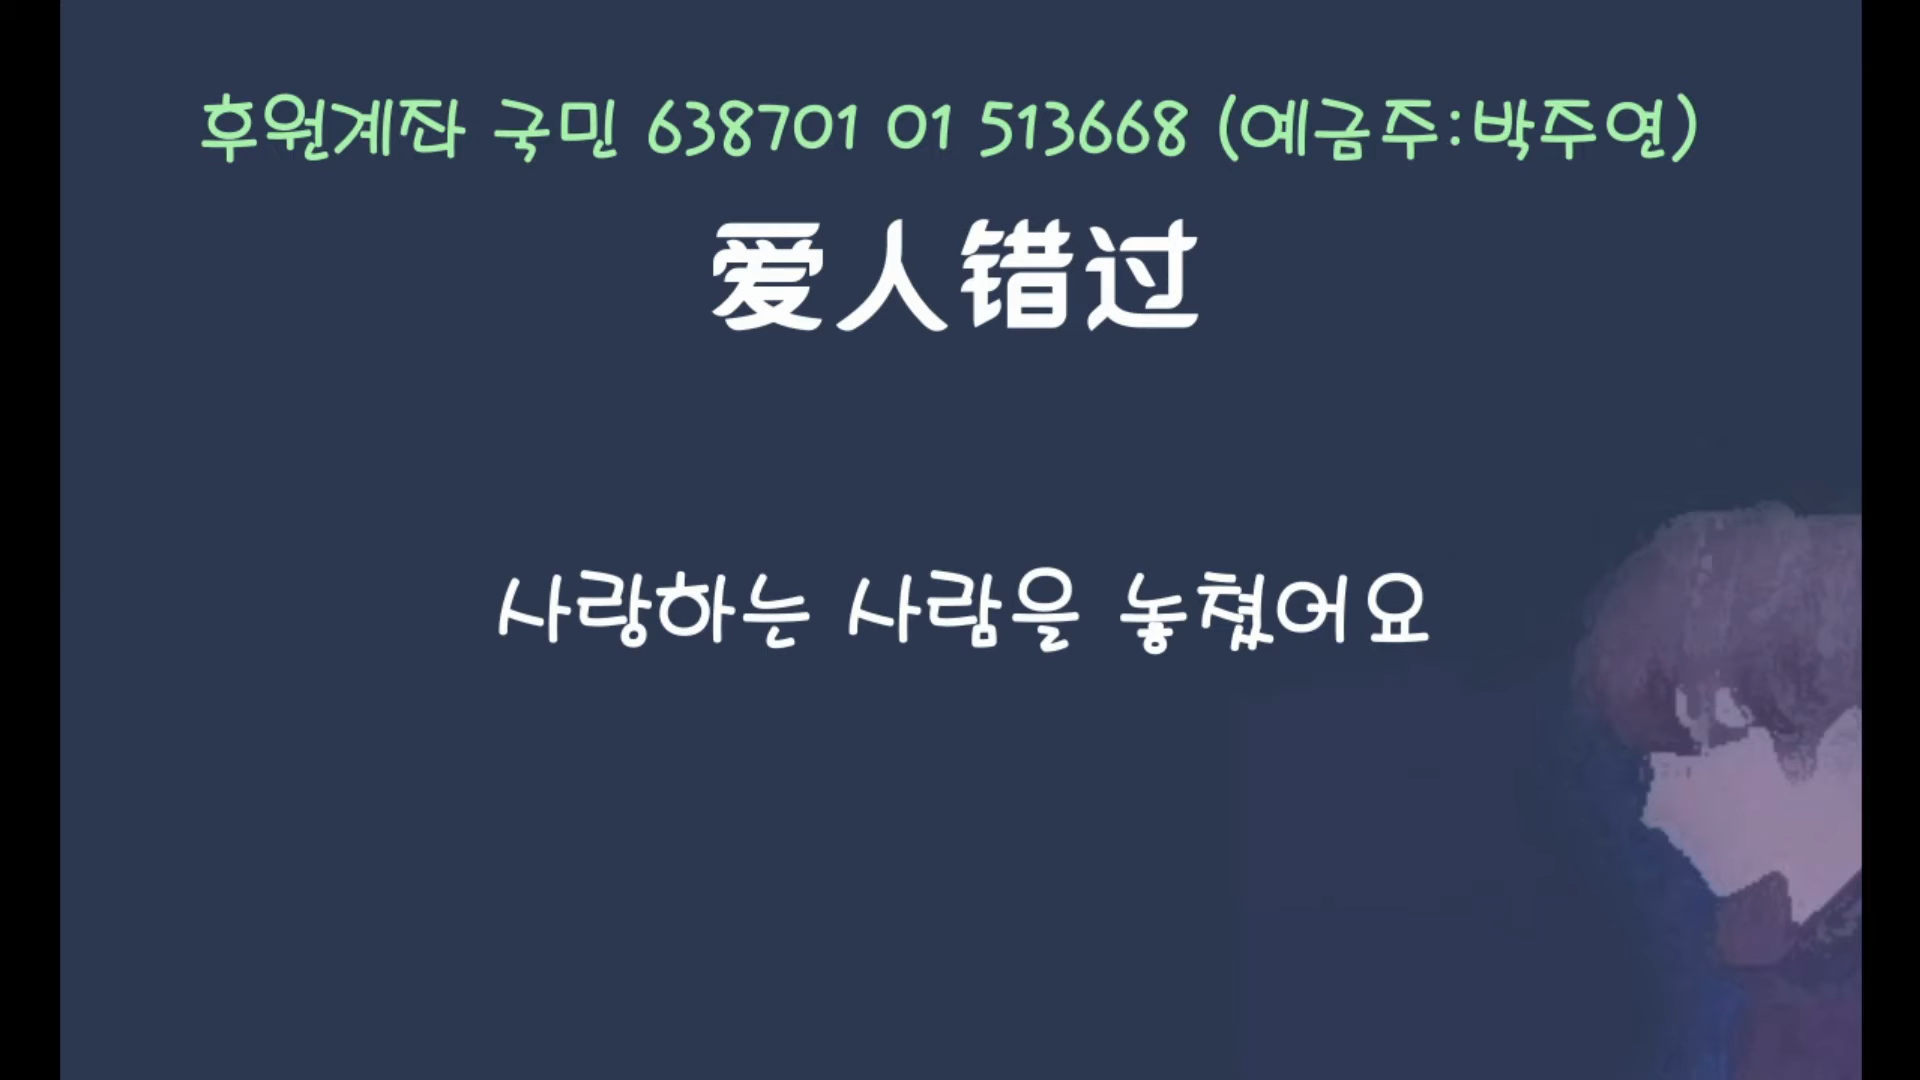 후원계좌 국민 638701 01 513668 (예금주:박주연)
爱人错过
사랑하는 사람을 놓쳤어요